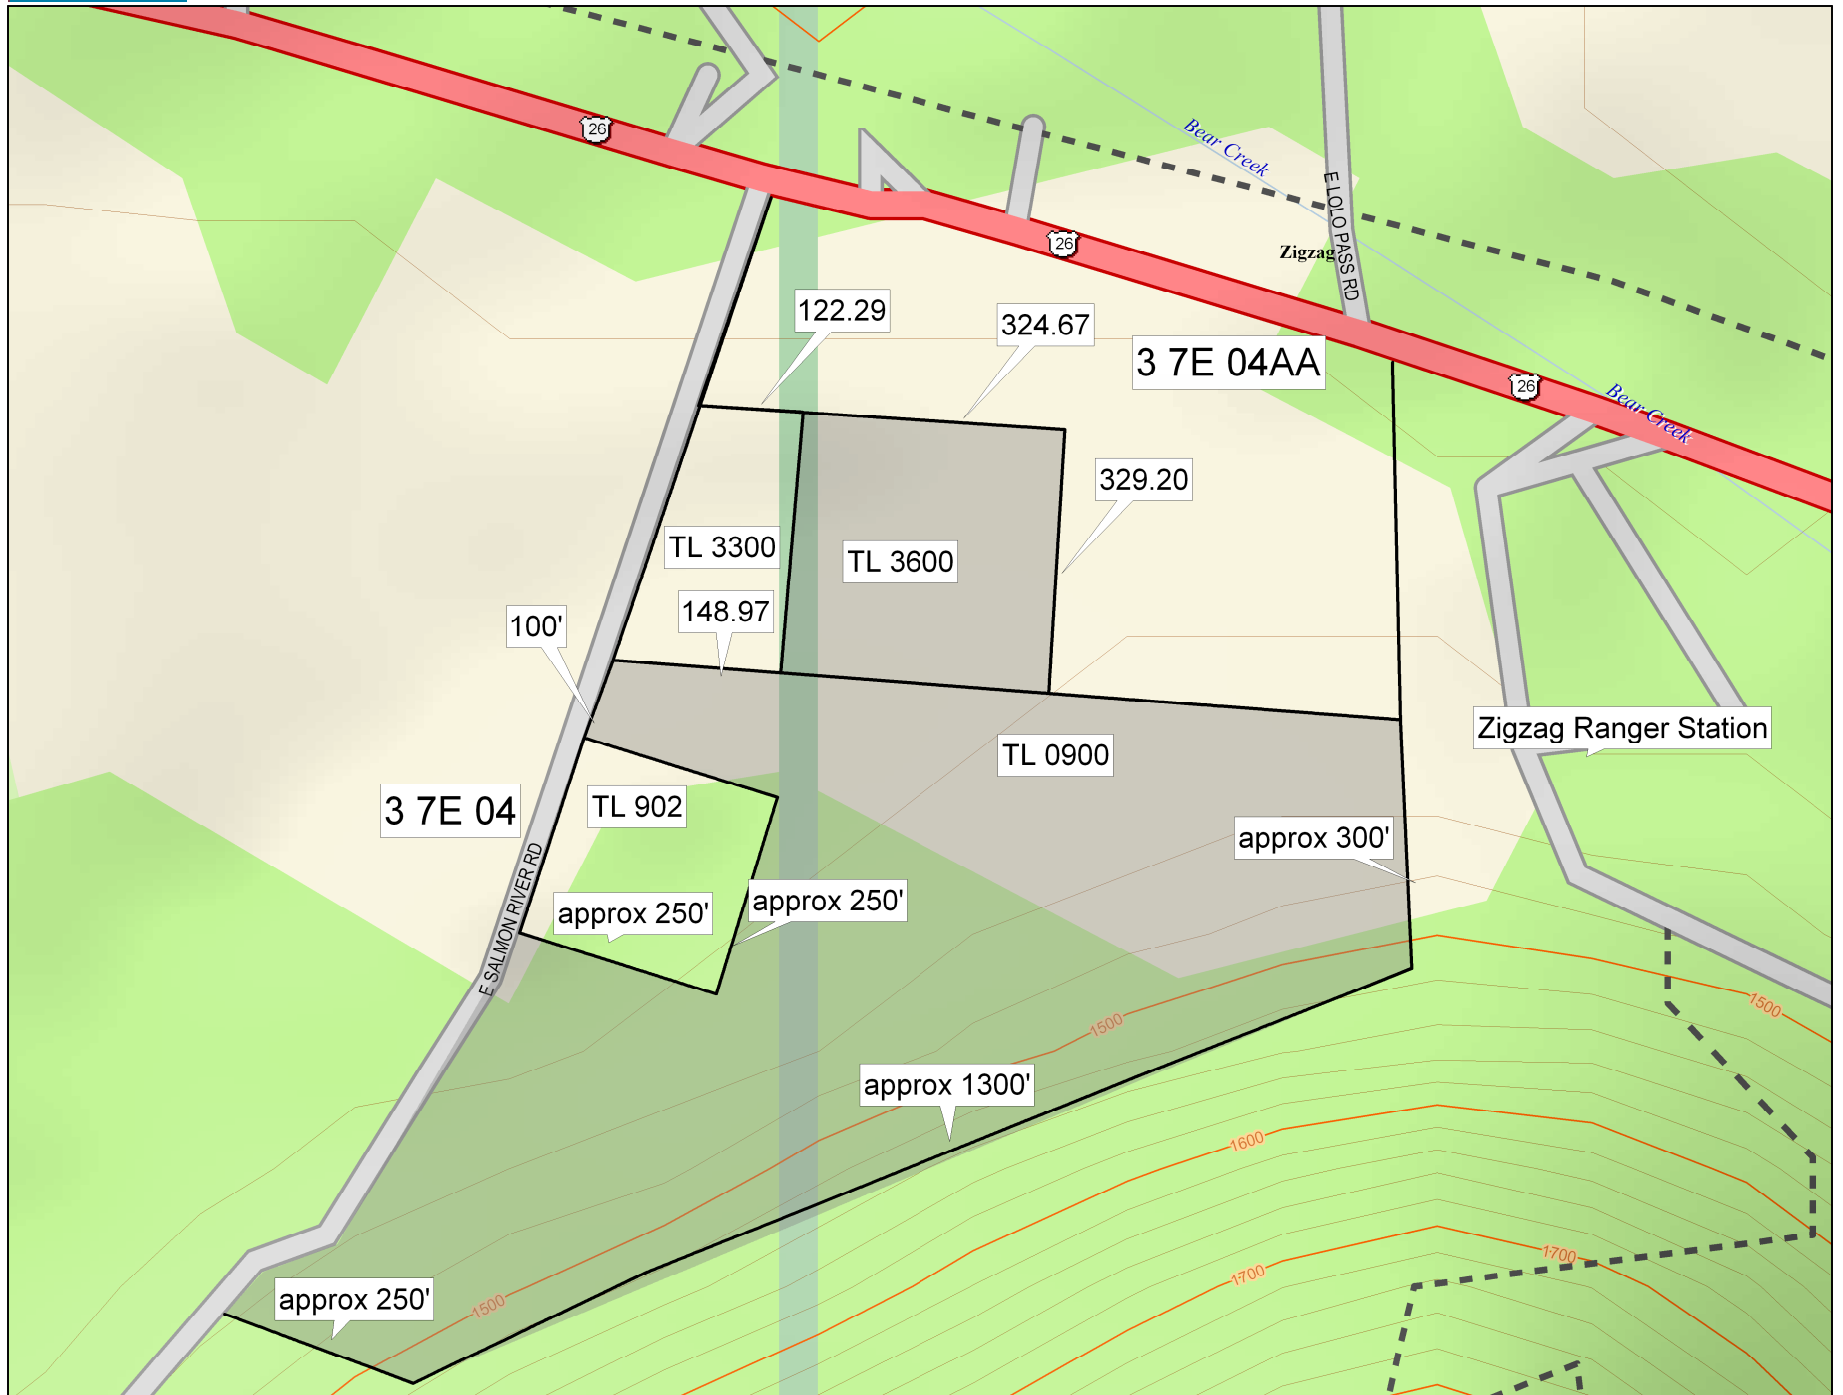 26
Bear Creek
E LOLO PASS RD
26
Zigzag
122.29
324.67
3 7E 04AA
26
Bear Creek
329.20
TL 3300
TL 3600
148.97
100'
Zigzag Ranger Station
TL 0900
3 7E 04
TL 902
approx 300'
E SALMON RIVER RD
approx 250'
approx 250'
1500
1500
approx 1300'
1600
1700
1700
approx 250'
1500